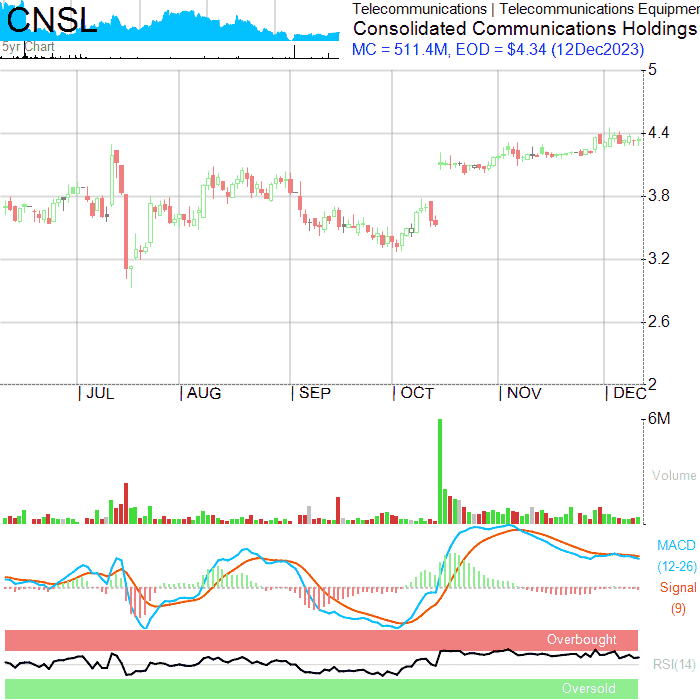 CNSL
5yr Chart
Telecommunications | Telecommunications Equipmen
Consolidated Communications Holdings
MC = 511.4M, EOD = $4.34 (12Dec2023)
5
4.4
3.8
3.2
2.6
2
JUL AUG SEP OCT NOV DEC
6M
Volume
MACD
(12-26)
Signal
(9)
Overbought
RSI(14)
Oversold